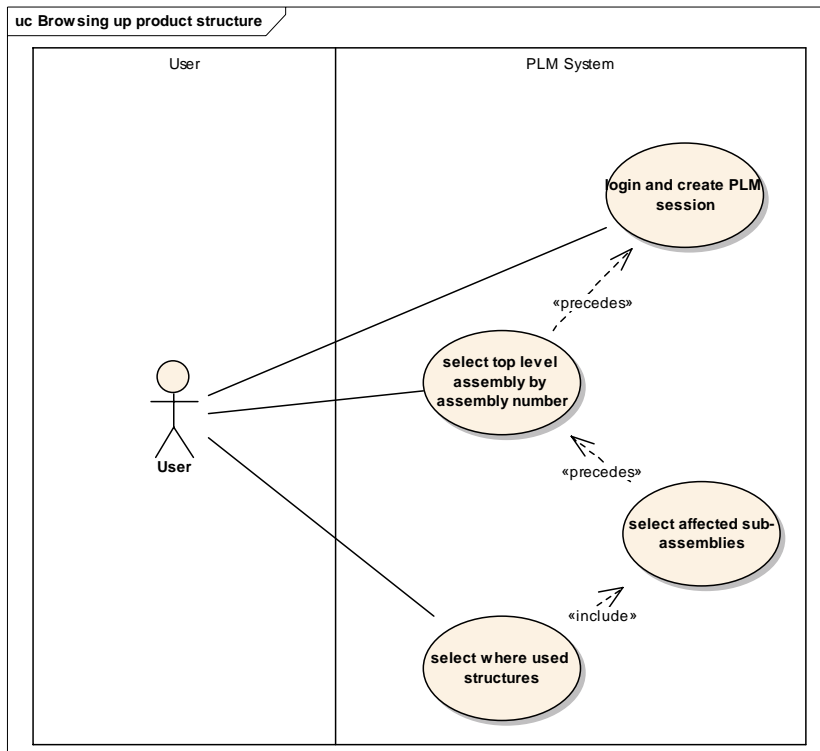 uc Browsing up product structure
User
PLM System
login and create PLM
session
«precedes»
select top level
assembly by
assembly number
User
«precedes»
select affected sub-
assemblies
«include»
select where used
structures